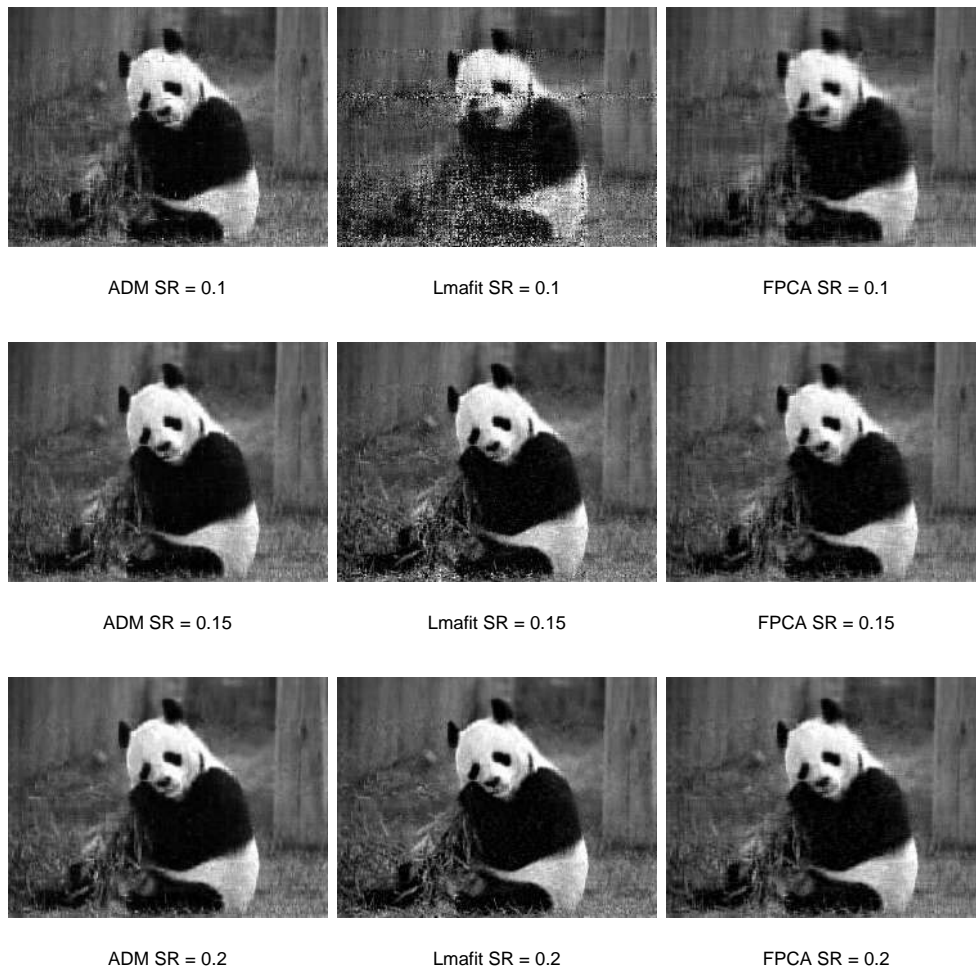 ADM SR = 0.1
Lmafit SR = 0.1
FPCA SR = 0.1
ADM SR = 0.15
Lmafit SR = 0.15
FPCA SR = 0.15
ADM SR = 0.2
Lmafit SR = 0.2
FPCA SR = 0.2